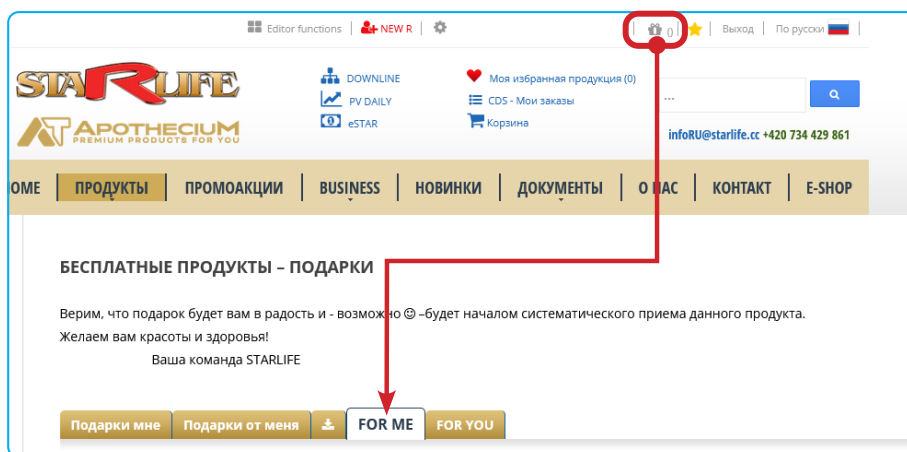 Editor functions | NEW R |
() | Выход | По русски |
STARLIFE
APOTHECIUM
PREMIUM PRODUCTS FOR YOU
DOWNLINE
PV DAILY
eSTAR
Моя избранная продукция (0)
CDS - Мои заказы
Корзина
...
infoRU@starlife.cc +420 734 429 861
OME | ПРОДУКТЫ | ПРОМОАКЦИИ | BUSINESS | НОВИНКИ | ДОКУМЕНТЫ | О НАС | КОНТАКТ | E-SHOP
БЕСПЛАТНЫЕ ПРОДУКТЫ – ПОДАРКИ
Верим, что подарок будет вам в радость и - возможно ☺ –будет началом систематического приема данного продукта.
Желаем вам красоты и здоровья!
Ваша команда STARLIFE
Подарки мне Подарки от меня FOR ME FOR YOU